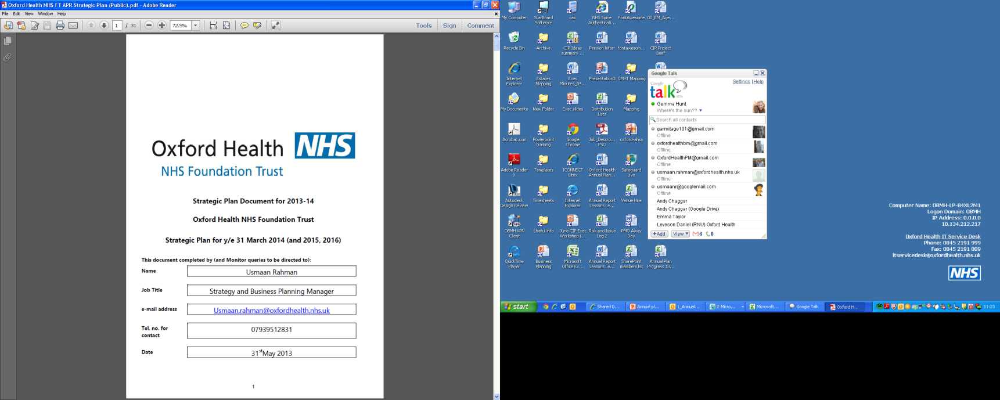 Oxford Health NHS FT APR Strategic Plan (Public).pdf - Adobe Reader
File Edit View Window Help
1 / 31 72.5% Tools Sign Comment
Oxford Health NHS
NHS Foundation Trust
Strategic Plan Document for 2013-14
Oxford Health NHS Foundation Trust
Strategic Plan for y/e 31 March 2014 (and 2015, 2016)
This document completed by (and Monitor queries to be directed to):
Name Usmaan Rahman
Job Title Strategy and Business Planning Manager
e-mail address Usmaan.rahman@oxfordhealth.nhs.uk
Tel. no. for
contact
07939512831
Date 31st May 2013
1
My Computer
StarBoard
Software
calc
NHS Spine
Authenticati...
FontAwesome
00_EM_Age...
Recycle Bin
Archive
CIP Ideas
summary ...
Pension letter
fontawesom...
CIP Project
Brief
Internet
Explorer
Estates
Mapping
Exec
Minutes_04...
Presentation3
CMHT Mapping
My Documents
New Folder
Exec slides
Distribution
Lists
Mapping
Acrobat.com
Powerpoint
training
Google
Chrome
Job_Descro...
PSO
oxford-ahsn
Adobe Reader
X
Templates
ICONNECT
Citrix
Oxford Health
Annual Plan...
Safeguard
Live
Autodesk
Design Review
Timesheets
Internet
Explorer
Annual Report
Lessons Le...
Venue Hire
OBMH VPN
Client
Useful info
June CIP Exec
Workshop (...
Risk and Issue
Log 2
PMO Away
Day
QuickTime
Player
Business
Planning
Microsoft
Office Ex...
Annual Report
Lessons Le...
SharePoint
members list
Annual Plan
Progress 13...
Google Talk
Settings | Help
Google
talk
BETA
Gemma Hunt
Where's the sun??
Search all contacts
garmitage101@gmail.com
Offline
oxfordhealthbm@gmail.com
Offline
OxfordHealthPM@gmail.com
Offline
usmaan.rahman@oxfordhealth.nhs.uk
Offline
usmaanr@googlemail.com
Offline
Andy Chaggar
Andy Chaggar (Google Drive)
Emma Taylor
Leveson Daniel (RNU) Oxford Health
+Add View 6 0
Computer Name: OBMH-LP-B4XL2M1
Logon Domain: OBMH
IP Address: 0.0.0.0
10.134.212.217
Oxford Health IT Service Desk
Phone: 0845 2191 999
Fax: 0845 2191 009
itservicedesk@oxfordhealth.nhs.uk
NHS
start Shared D... Annual pl... 1_Annual... 2 Micro... Microsoft... Google Talk Oxford H... 11:23